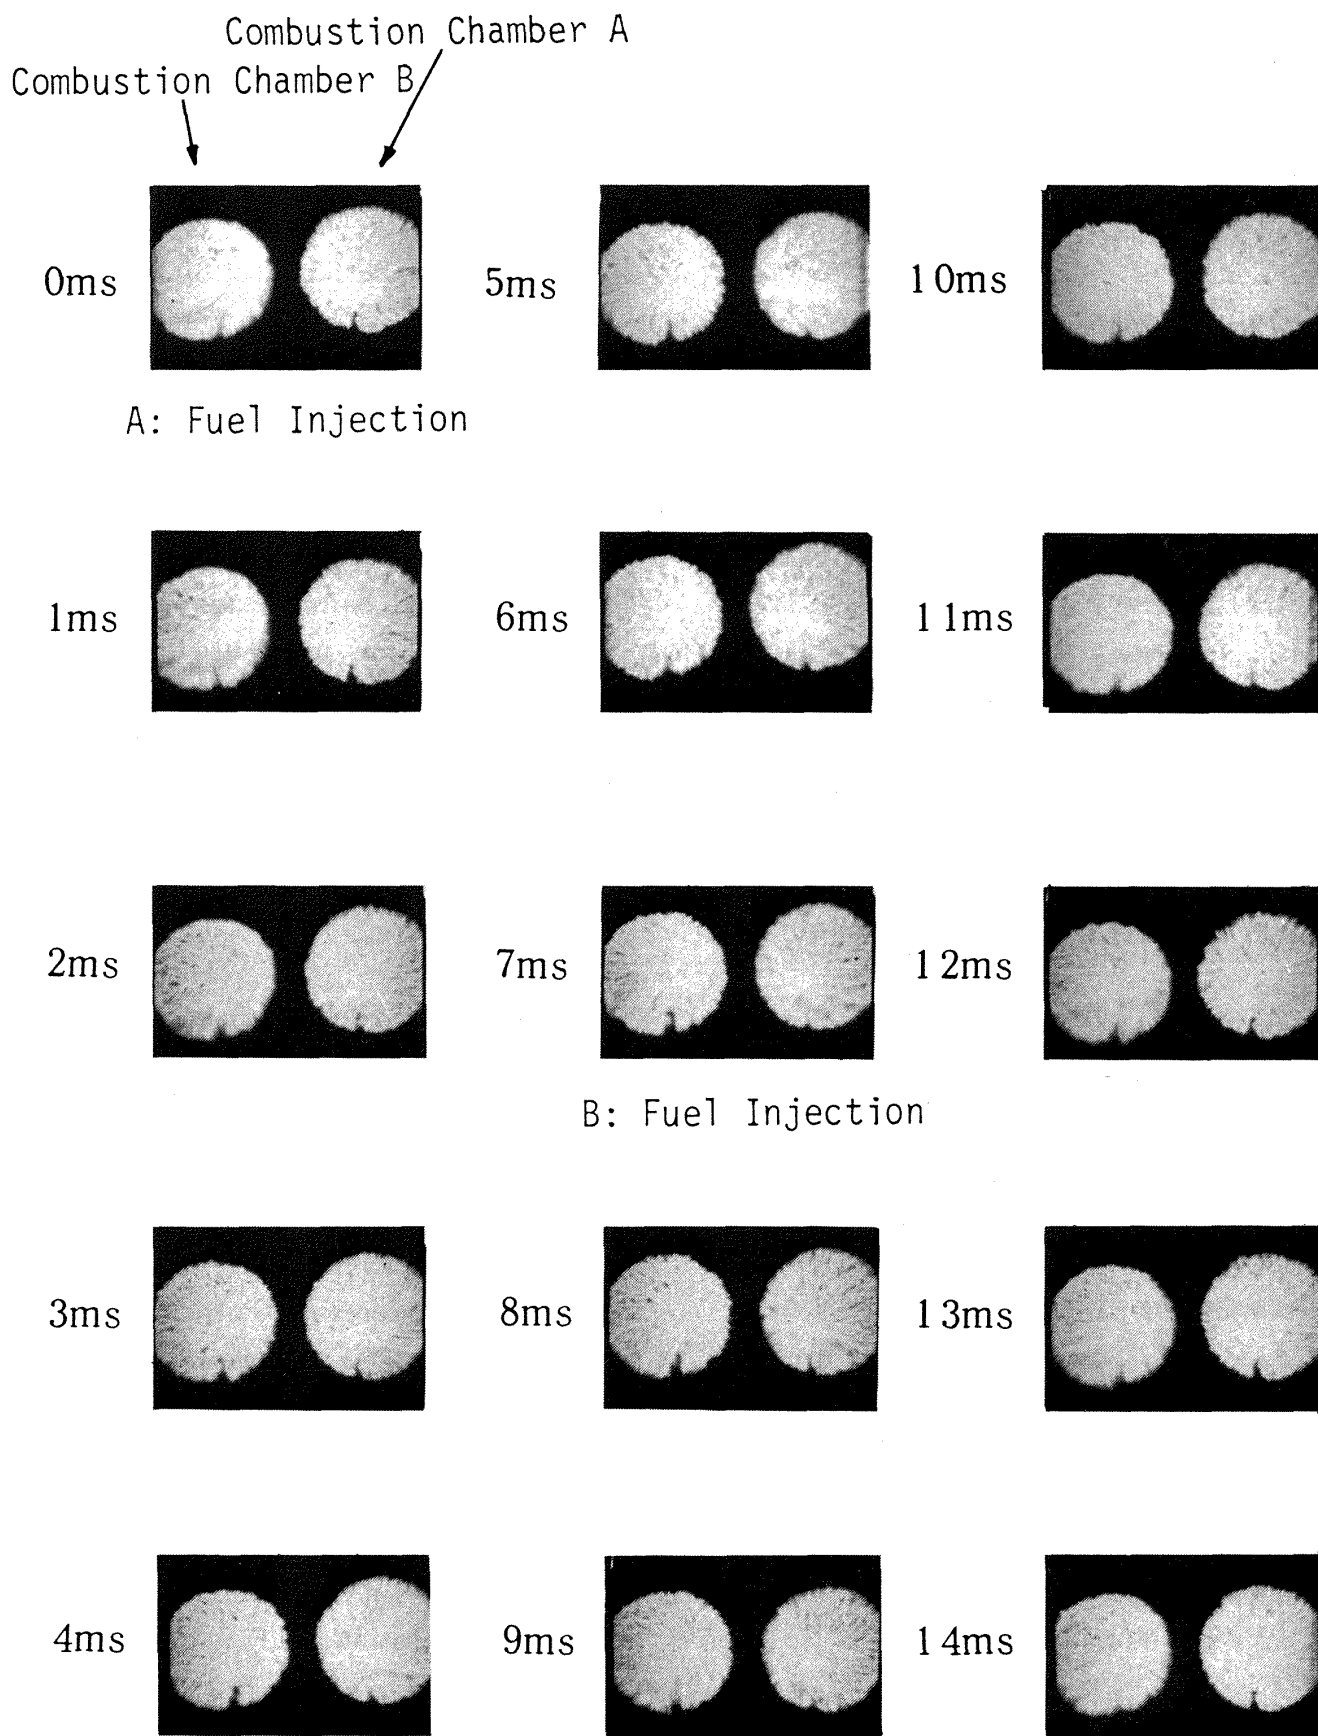 Combustion Chamber A
Combustion Chamber B
0ms
5ms
10ms
A: Fuel Injection
1ms
6ms
11ms
2ms
7ms
12ms
B: Fuel Injection
3ms
8ms
13ms
4ms
9ms
14ms